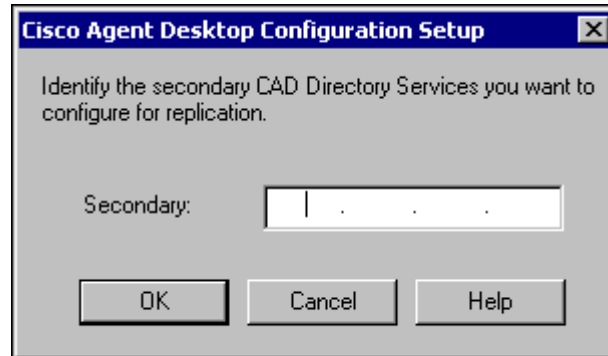 Cisco Agent Desktop Configuration Setup
Identify the secondary CAD Directory Services you want to
configure for replication.
Secondary:
. . .
OK Cancel Help